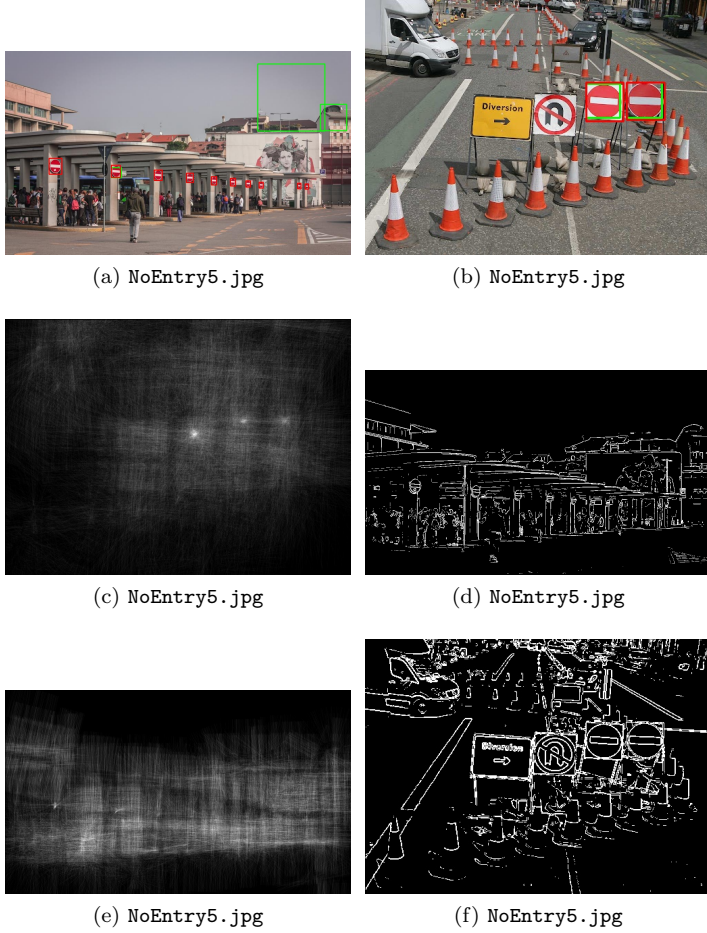 Diversion
(a) NoEntry5.jpg
(b) NoEntry5.jpg
(c) NoEntry5.jpg
(d) NoEntry5.jpg
Diversion
(e) NoEntry5.jpg
(f) NoEntry5.jpg